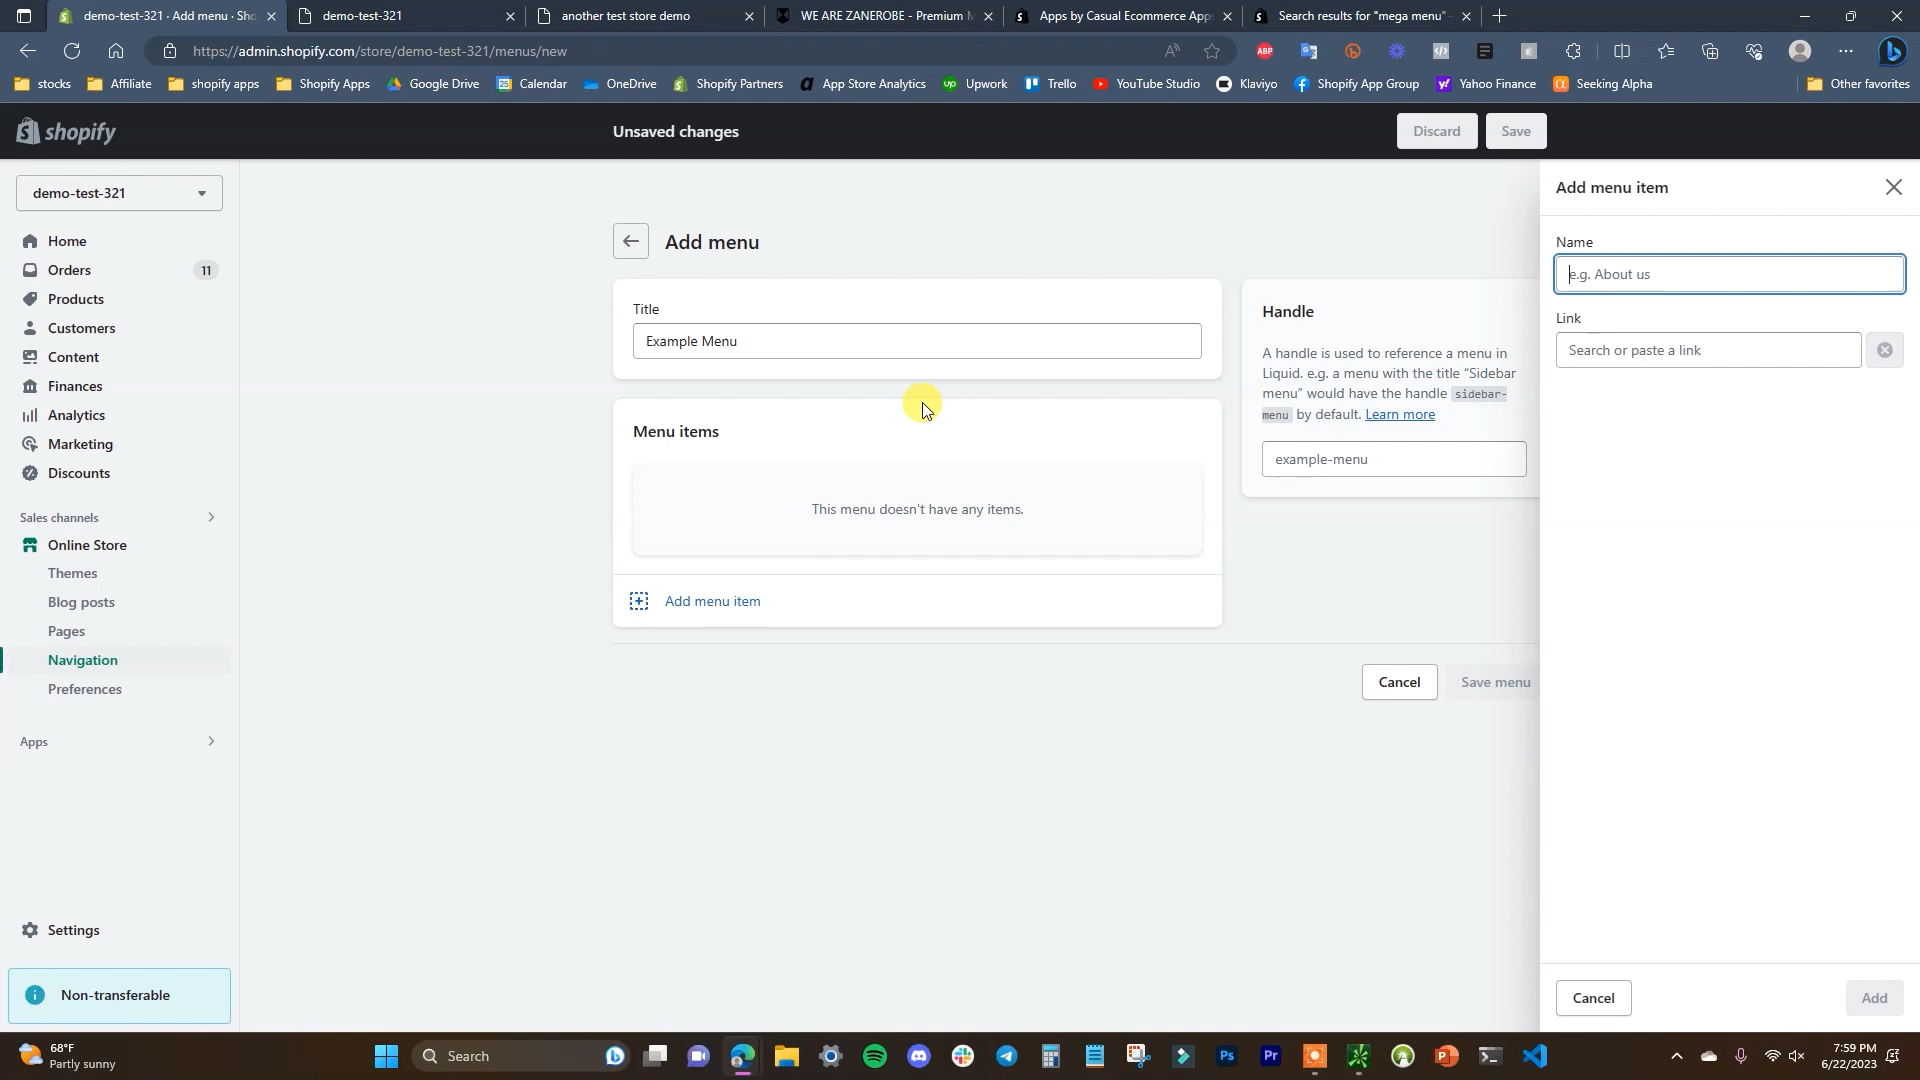 demo-test-321 · Add menu · Sho
demo-test-321
another test store demo
WE ARE ZANEROBE - Premium M
Apps by Casual Ecommerce Apps
Search results for "mega menu" -
https://admin.shopify.com/store/demo-test-321/menus/new
ABP
stocks
Affiliate
shopify apps
Shopify Apps
Google Drive
Calendar
OneDrive
Shopify Partners
App Store Analytics
Upwork
Trello
YouTube Studio
Klaviyo
Shopify App Group
Yahoo Finance
Seeking Alpha
Other favorites
shopify
Unsaved changes
Discard
Save
demo-test-321
Home
Orders
11
Products
Customers
Content
Finances
Analytics
Marketing
Discounts
Sales channels
Online Store
Themes
Blog posts
Pages
Navigation
Preferences
Apps
Settings
Non-transferable
Add menu
Title
Example Menu
Menu items
This menu doesn't have any items.
Add menu item
Handle
A handle is used to reference a menu in
Liquid. e.g. a menu with the title "Sidebar
menu" would have the handle sidebar-
menu by default. Learn more
example-menu
Cancel
Save menu
Add menu item
Name
e.g. About us
Link
Search or paste a link
Cancel
Add
68°F
Partly sunny
Search
Ps
Pr
7:59 PM
6/22/2023